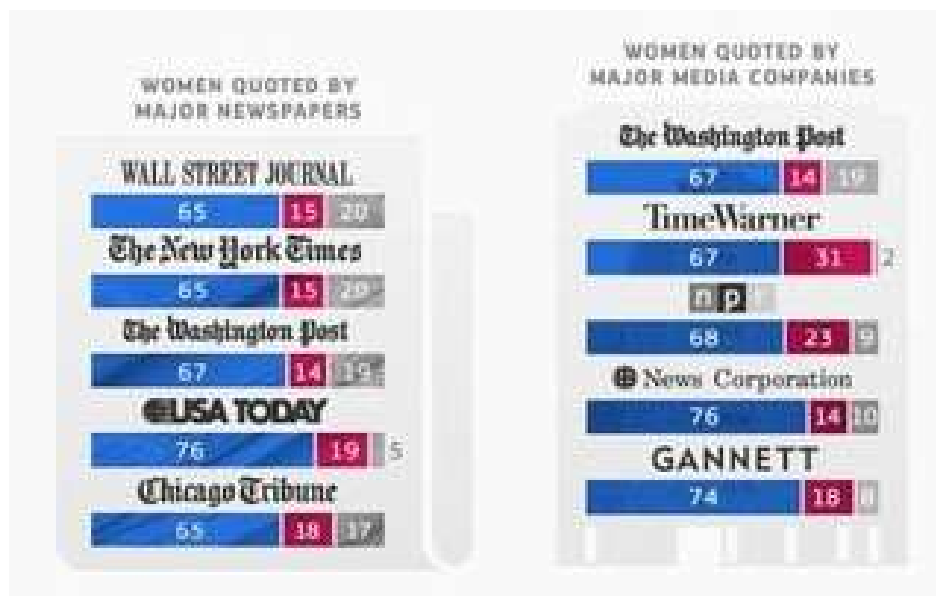 WOMEN QUOTED BY
MAJOR NEWSPAPERS
WALL STREET JOURNAL
65 15 20
The New York Times
65 15 20
The Washington Post
67 14 19
USA TODAY
76 19 5
Chicago Tribune
65 18 17
WOMEN QUOTED BY
MAJOR MEDIA COMPANIES
The Washington Post
67 14 19
TimeWarner
67 31 2
np
68 23 9
News Corporation
76 14 10
GANNETT
74 18 8